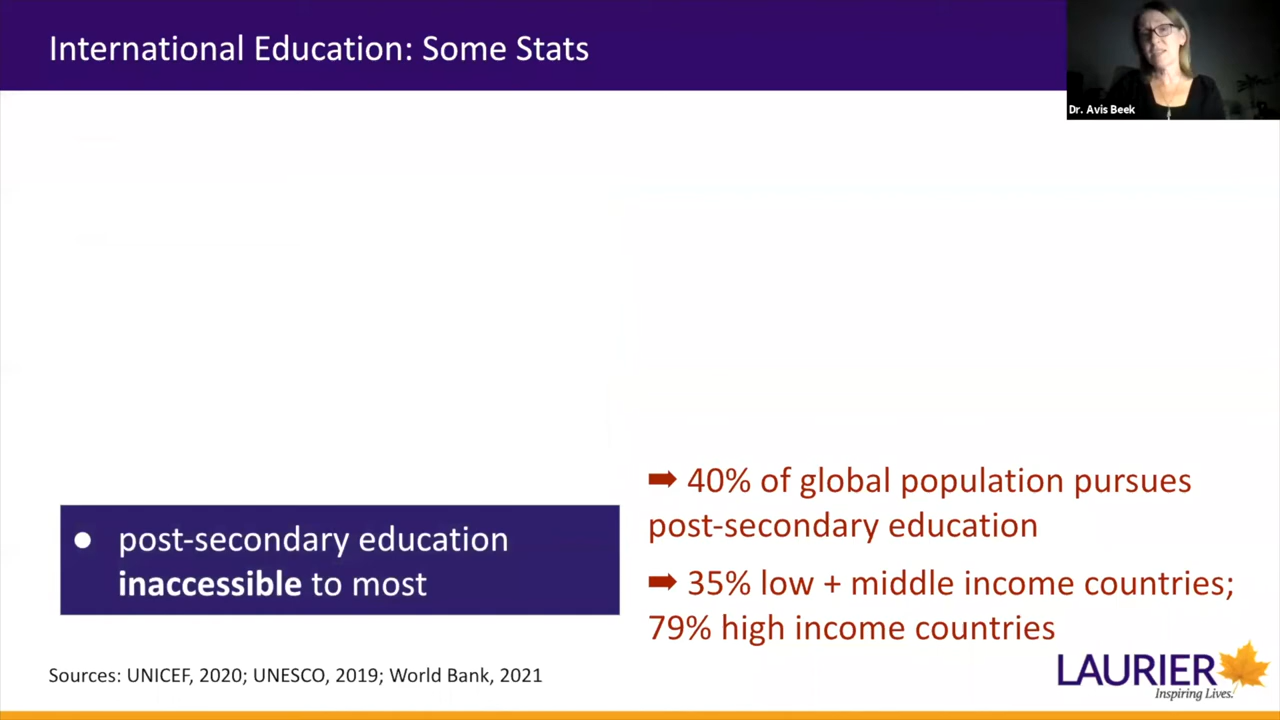 International Education: Some Stats
Dr. Avis Beek
➡ 40% of global population pursues
post-secondary education
● post-secondary education
inaccessible to most
➡ 35% low + middle income countries;
79% high income countries
Sources: UNICEF, 2020; UNESCO, 2019; World Bank, 2021
LAURIER
Inspiring Lives.